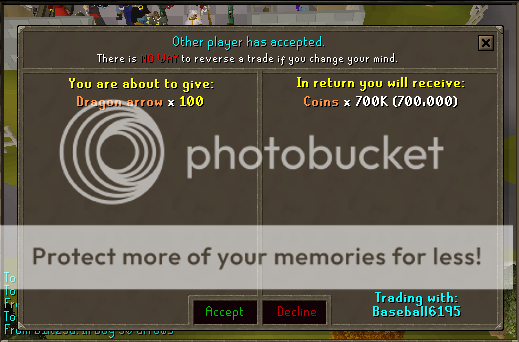 Other player has accepted.
There is NO WAY to reverse a trade if you change your mind.
You are about to give:
Dragon arrow x 100
In return you will receive:
Coins x 700K (700,000)
photobucket
Protect more of your memories for less!
Accept
Decline
Trading with:
Baseball6195